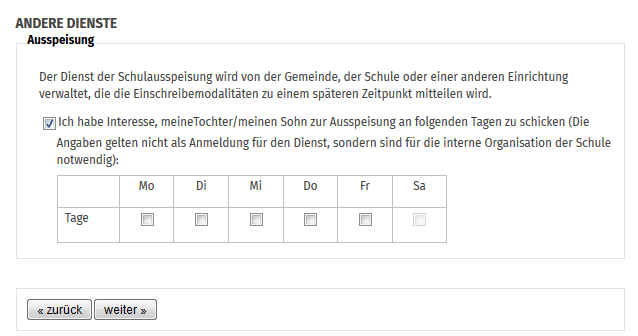 ANDERE DIENSTE
Ausspeisung
Der Dienst der Schulausspeisung wird von der Gemeinde, der Schule oder einer anderen Einrichtung
verwaltet, die die Einschreibemodalitäten zu einem späteren Zeitpunkt mitteilen wird.
Ich habe Interesse, meineTochter/meinen Sohn zur Ausspeisung an folgenden Tagen zu schicken (Die
Angaben gelten nicht als Anmeldung für den Dienst, sondern sind für die interne Organisation der Schule
notwendig):
Mo Di Mi Do Fr Sa
Tage
« zurück weiter »